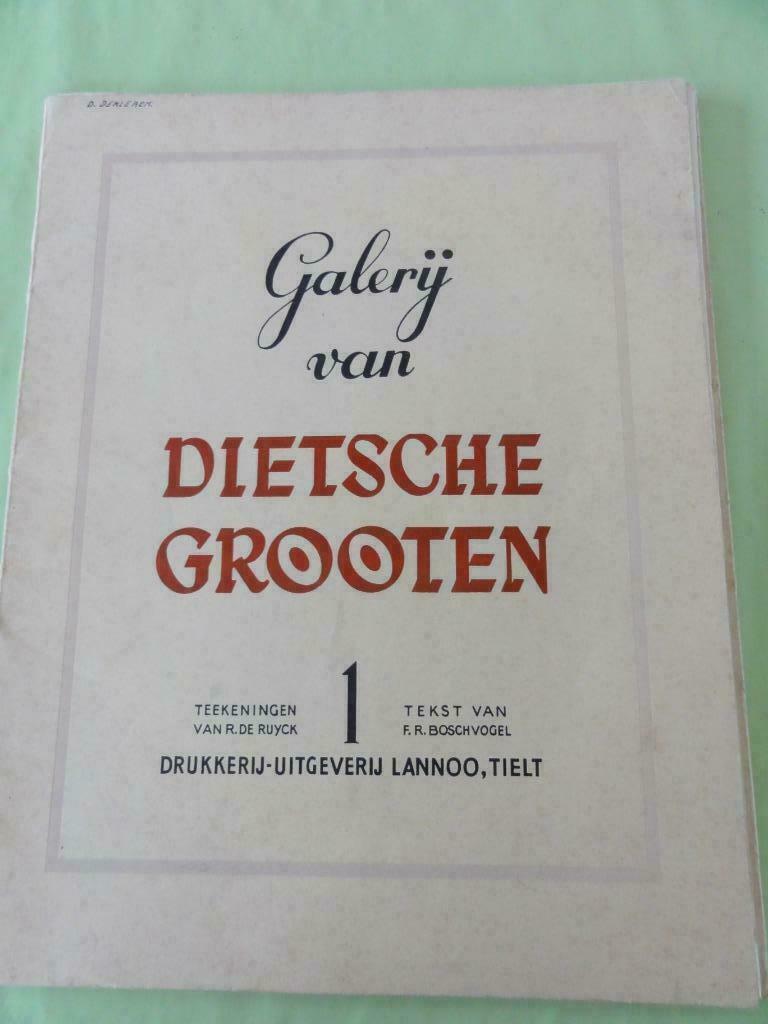 Galerij
van
DIETSCHE
GROOTEN
TEEKENINGEN
VAN R. DE RUYCK
1
TEKST VAN
F. R. BOSCHVOGEL
DRUKKERIJ-UITGEVERIJ LANNOO, TIELT